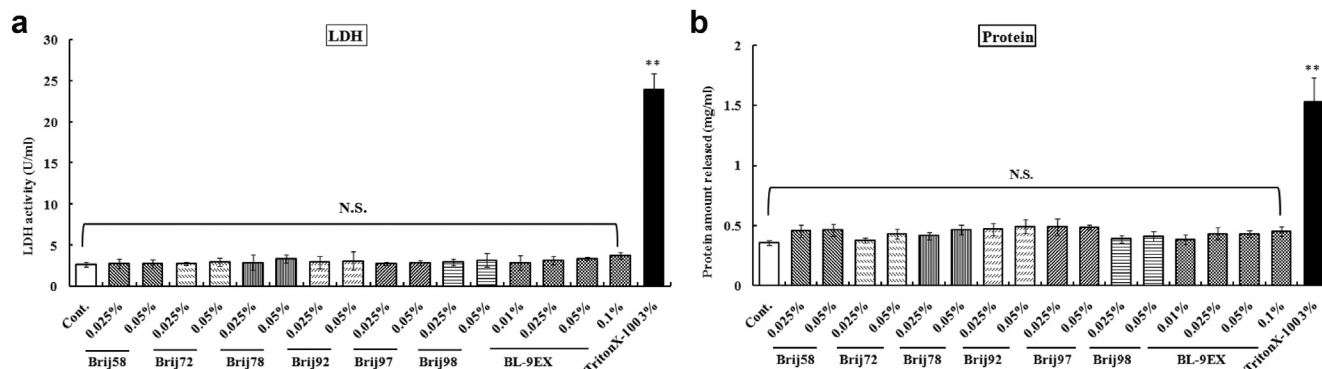 a
LDH
30
25
20
15
10
5
0
LDH activity (U/ml)
**
N.S.
Cont.
0.025%
0.05%
0.025%
0.05%
0.025%
0.05%
0.025%
0.05%
0.025%
0.05%
0.025%
0.05%
0.01%
0.025%
0.05%
0.1%
TritonX-1003%
Brij58
Brij72
Brij78
Brij92
Brij97
Brij98
BL-9EX
b
Protein
2
1.5
1
0.5
0
Protein amount released (mg/ml)
**
N.S.
Cont.
0.025%
0.05%
0.025%
0.05%
0.025%
0.05%
0.025%
0.05%
0.025%
0.05%
0.025%
0.05%
0.01%
0.025%
0.05%
0.1%
TritonX-1003%
Brij58
Brij72
Brij78
Brij92
Brij97
Brij98
BL-9EX